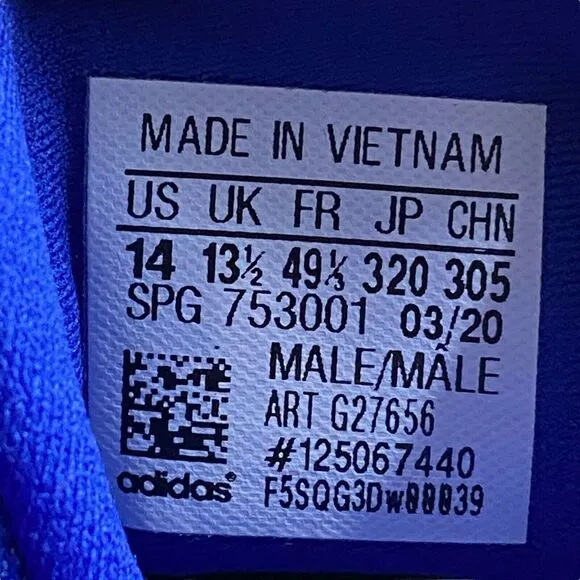 MADE IN VIETNAM
US UK FR JP CHN
14 13½ 49⅓ 320 305
SPG 753001 03/20
MALE/MÂLE
ART G27656
#125067440
adidas®